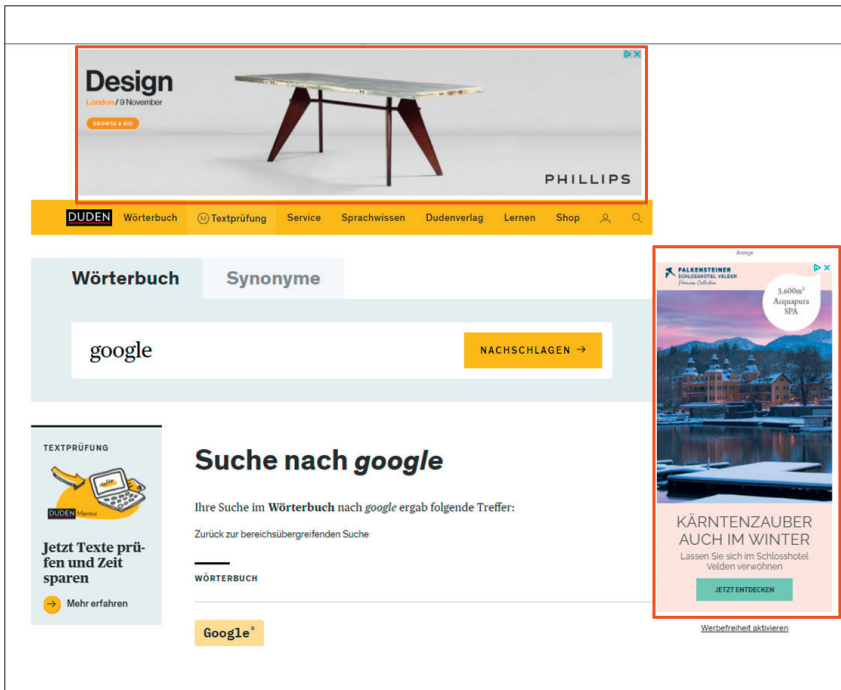 Design
London / 9 November
BROWSE & BID
PHILLIPS
DUDEN Wörterbuch Textprüfung Service Sprachwissen Dudenverlag Lernen Shop
Wörterbuch Synonyme
google
NACHSCHLAGEN →
TEXTPRÜFUNG
DUDEN Mentor
Jetzt Texte prü-
fen und Zeit
sparen
→ Mehr erfahren
Suche nach google
Ihre Suche im Wörterbuch nach google ergab folgende Treffer:
Zurück zur bereichsübergreifenden Suche
WÖRTERBUCH
Google®
Anzeige
FALKENSTEINER
SCHLOSSHOTEL VELDEN
Premium Collection
3.600m²
Acquapura
SPA
KÄRNTENZAUBER
AUCH IM WINTER
Lassen Sie sich im Schlosshotel
Velden verwöhnen
JETZT ENTDECKEN
Werbefreiheit aktivieren